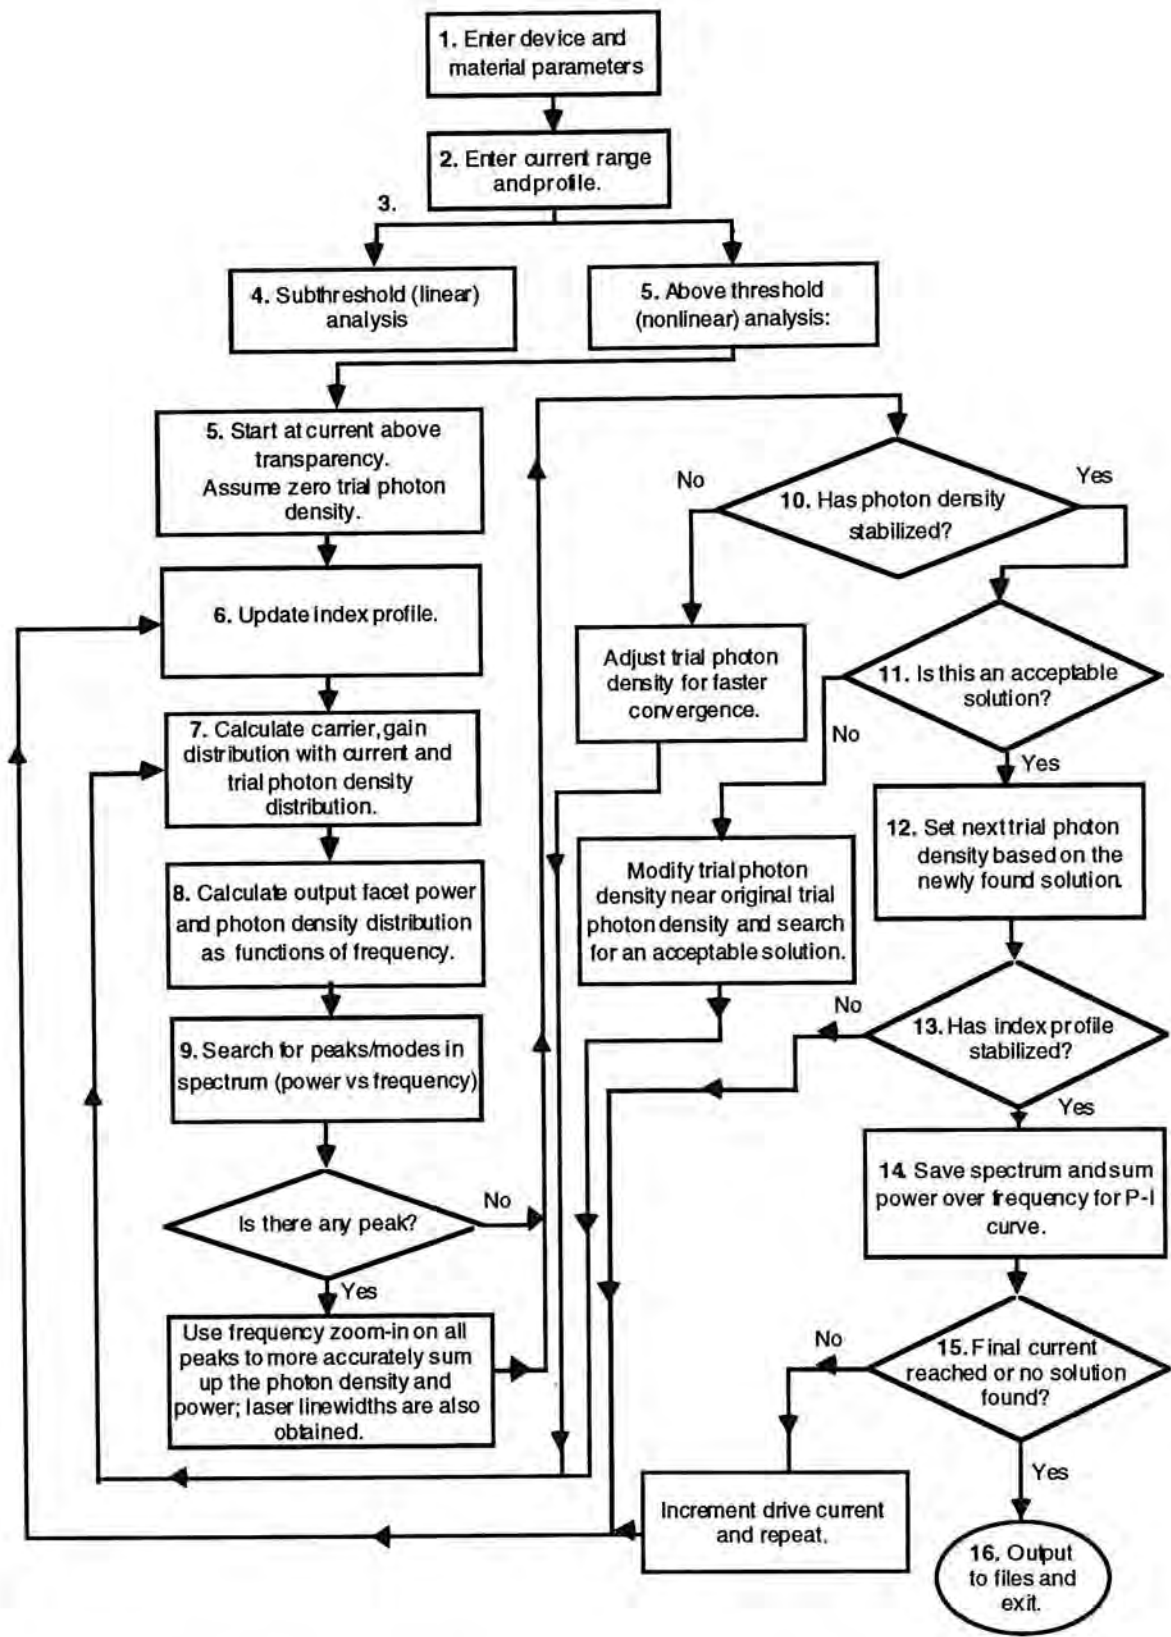 1. Enter device and
material parameters
2. Enter current range
and profile.
3.
4. Subthreshold (linear)
analysis
5. Above threshold
(nonlinear) analysis:
5. Start at current above
transparency.
Assume zero trial photon
density.
6. Update index profile.
7. Calculate carrier, gain
distribution with current and
trial photon density
distribution.
8. Calculate output facet power
and photon density distribution
as functions of frequency.
9. Search for peaks/modes in
spectrum (power vs frequency)
Is there any peak?
No
Yes
Use frequency zoom-in on all
peaks to more accurately sum
up the photon density and
power; laser linewidths are also
obtained.
10. Has photon density
stabilized?
No
Yes
Adjust trial photon
density for faster
convergence.
11. Is this an acceptable
solution?
No
Yes
Modify trial photon
density near original trial
photon density and search
for an acceptable solution.
12. Set next trial photon
density based on the
newly found solution.
13. Has index profile
stabilized?
No
Yes
14. Save spectrum and sum
power over frequency for P-I
curve.
15. Final current
reached or no solution
found?
No
Yes
Increment drive current
and repeat.
16. Output
to files and
exit.